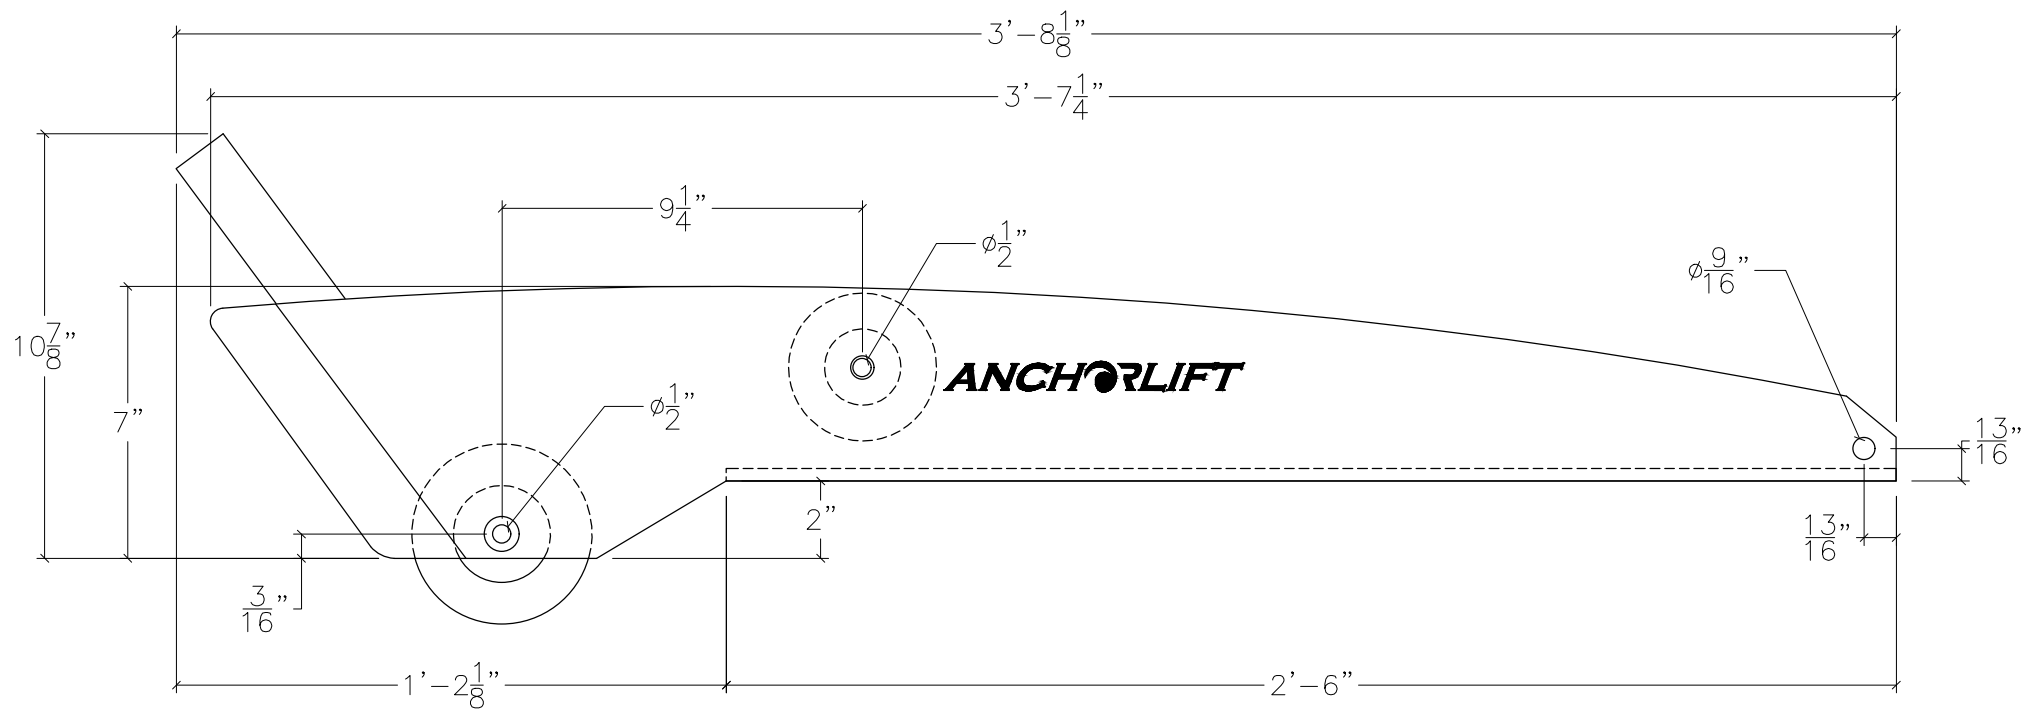 3'-8 1/8"
3'-7 1/4"
9 1/4"
ø1/2"
ø9/16"
10 7/8"
ANCHORLIFT
7"
ø1/2"
13/16"
2"
13/16"
3/16"
1'-2 1/8"
2'-6"